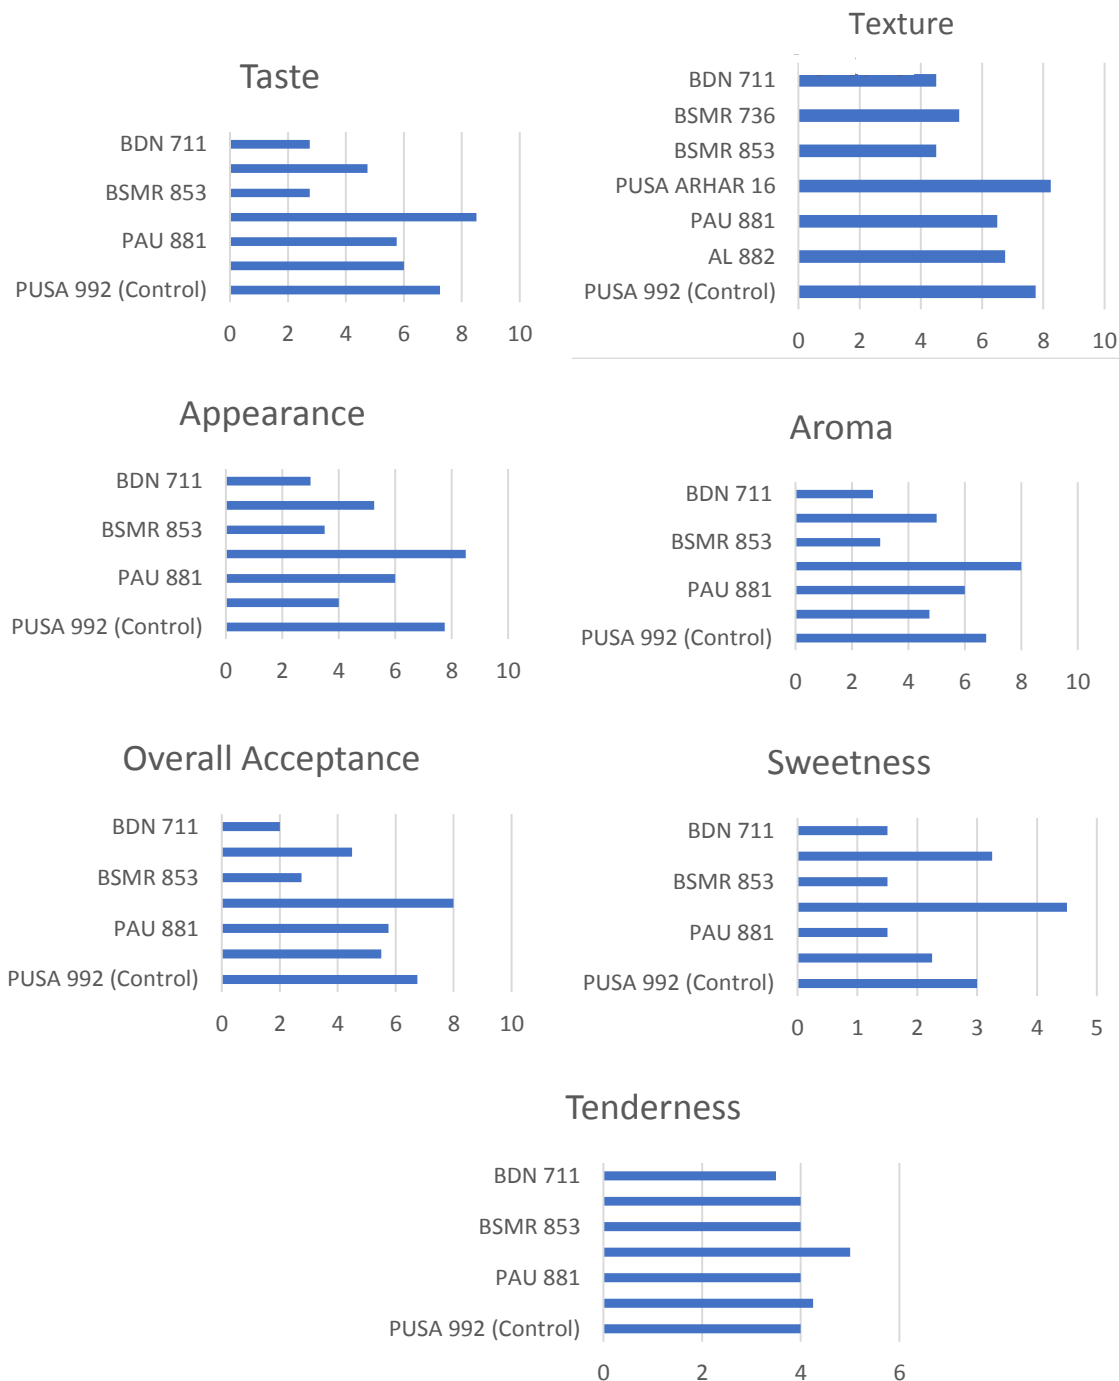 Taste
BDN 711
BSMR 853
PAU 881
PUSA 992 (Control)
0 2 4 6 8 10
Texture
BDN 711
BSMR 736
BSMR 853
PUSA ARHAR 16
PAU 881
AL 882
PUSA 992 (Control)
0 2 4 6 8 10
Appearance
BDN 711
BSMR 853
PAU 881
PUSA 992 (Control)
0 2 4 6 8 10
Aroma
BDN 711
BSMR 853
PAU 881
PUSA 992 (Control)
0 2 4 6 8 10
Overall Acceptance
BDN 711
BSMR 853
PAU 881
PUSA 992 (Control)
0 2 4 6 8 10
Sweetness
BDN 711
BSMR 853
PAU 881
PUSA 992 (Control)
0 1 2 3 4 5
Tenderness
BDN 711
BSMR 853
PAU 881
PUSA 992 (Control)
0 2 4 6